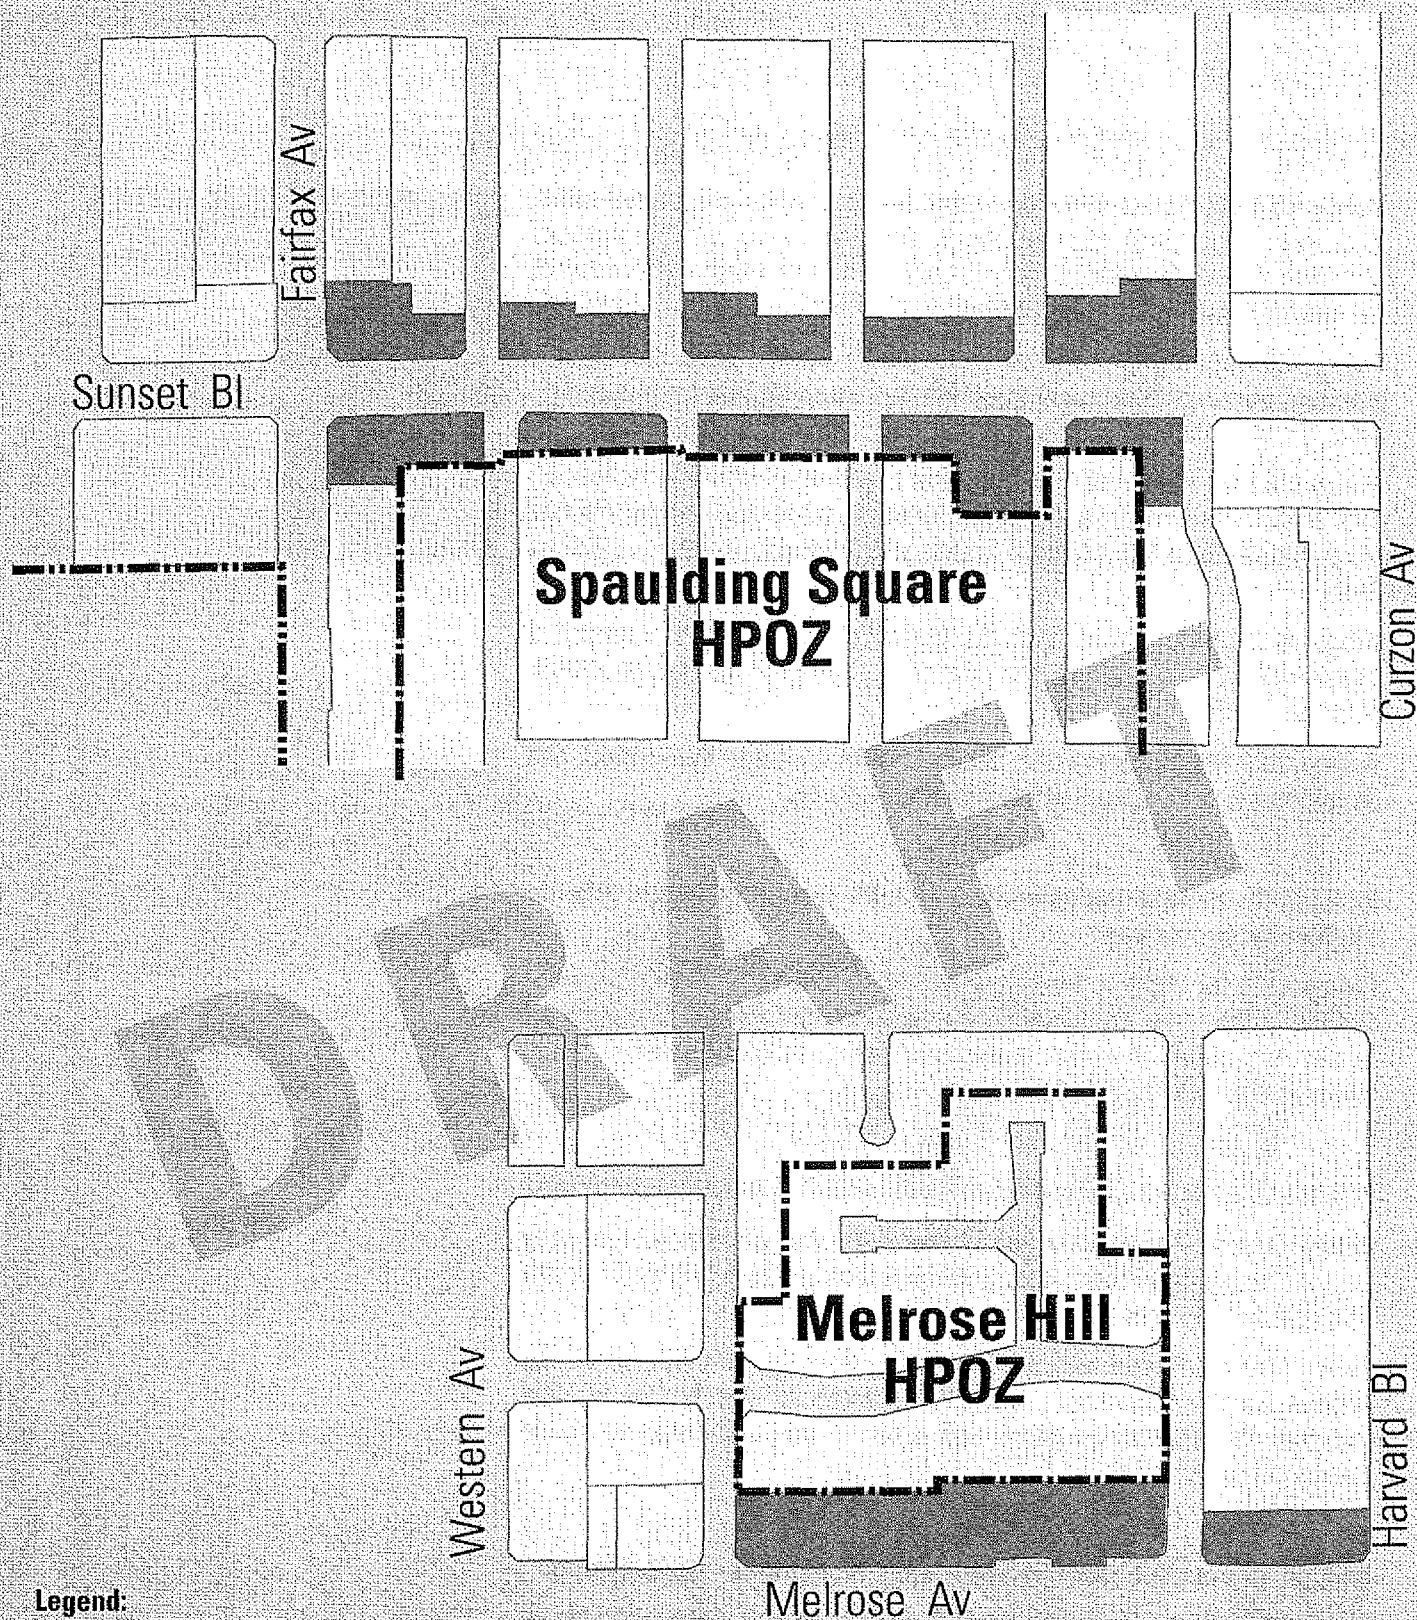 Fairfax Av
Sunset Bl
Spaulding Square
HPOZ
Curzon Av
DRAFT
Melrose Hill
HPOZ
Western Av
Harvard Bl
Melrose Av
Legend: